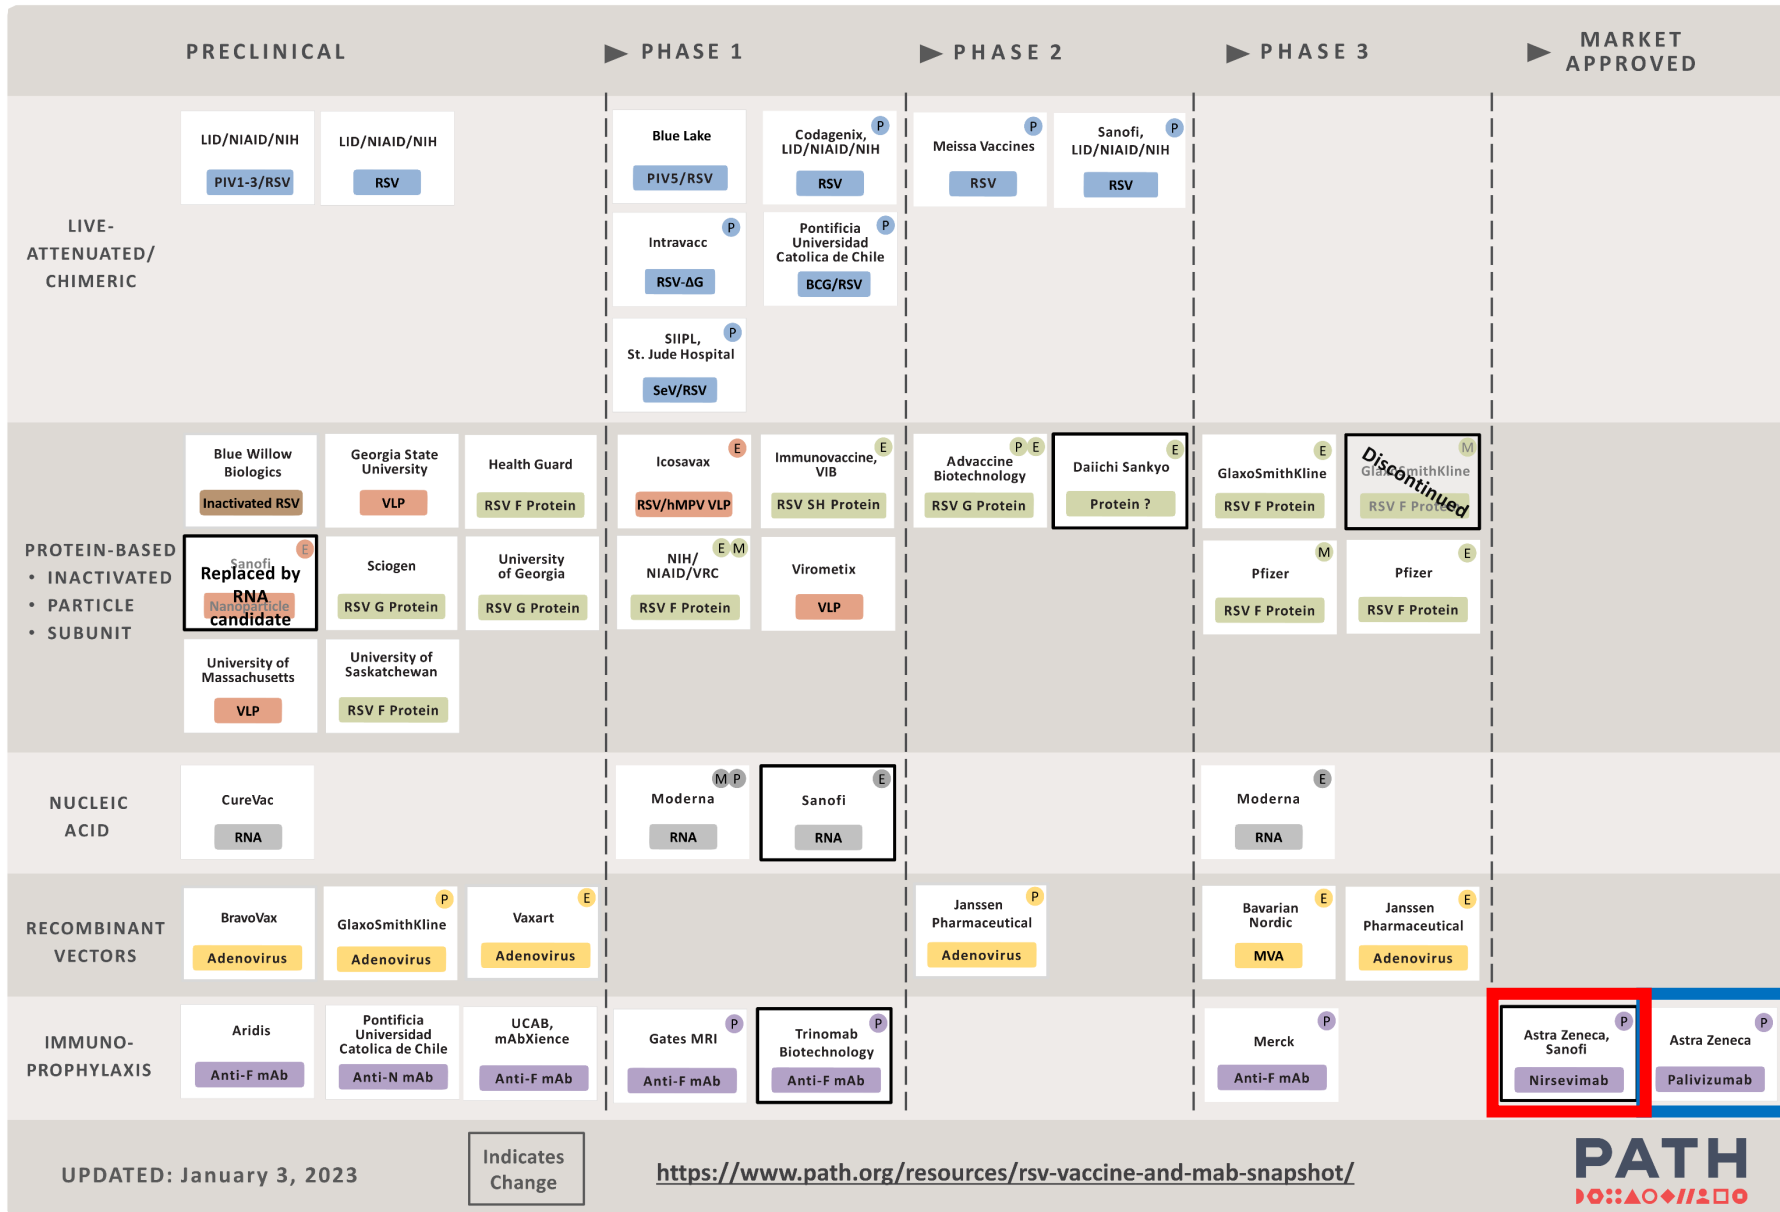 PRECLINICAL
PHASE 1
PHASE 2
PHASE 3
MARKET
APPROVED
LIVE-
ATTENUATED/
CHIMERIC
LID/NIAID/NIH
PIV1-3/RSV
LID/NIAID/NIH
RSV
Blue Lake
PIV5/RSV
P
Codagenix,
LID/NIAID/NIH
RSV
P
Meissa Vaccines
RSV
P
Sanofi,
LID/NIAID/NIH
RSV
P
Intravacc
RSV-ΔG
P
Pontificia
Universidad
Catolica de Chile
BCG/RSV
P
SIIPL,
St. Jude Hospital
SeV/RSV
PROTEIN-BASED
• INACTIVATED
• PARTICLE
• SUBUNIT
Blue Willow
Biologics
Inactivated RSV
Georgia State
University
VLP
Health Guard
RSV F Protein
E
Icosavax
RSV/hMPV VLP
E
Immunovaccine,
VIB
RSV SH Protein
P E
Advaccine
Biotechnology
RSV G Protein
E
Daiichi Sankyo
Protein ?
E
GlaxoSmithKline
RSV F Protein
M
GlaxoSmithKline
RSV F Protein
Discontinued
E
Sanofi
Nanoparticle
Replaced by
RNA
candidate
Sciogen
RSV G Protein
University
of Georgia
RSV G Protein
E M
NIH/
NIAID/VRC
RSV F Protein
Virometix
VLP
M
Pfizer
RSV F Protein
E
Pfizer
RSV F Protein
University of
Massachusetts
VLP
University of
Saskatchewan
RSV F Protein
NUCLEIC
ACID
CureVac
RNA
M P
Moderna
RNA
E
Sanofi
RNA
E
Moderna
RNA
RECOMBINANT
VECTORS
BravoVax
Adenovirus
P
GlaxoSmithKline
Adenovirus
E
Vaxart
Adenovirus
P
Janssen
Pharmaceutical
Adenovirus
E
Bavarian
Nordic
MVA
E
Janssen
Pharmaceutical
Adenovirus
IMMUNO-
PROPHYLAXIS
Aridis
Anti-F mAb
Pontificia
Universidad
Catolica de Chile
Anti-N mAb
UCAB,
mAbXience
Anti-F mAb
P
Gates MRI
Anti-F mAb
P
Trinomab
Biotechnology
Anti-F mAb
P
Merck
Anti-F mAb
P
Astra Zeneca,
Sanofi
Nirsevimab
P
Astra Zeneca
Palivizumab
UPDATED: January 3, 2023
Indicates
Change
https://www.path.org/resources/rsv-vaccine-and-mab-snapshot/
PATH